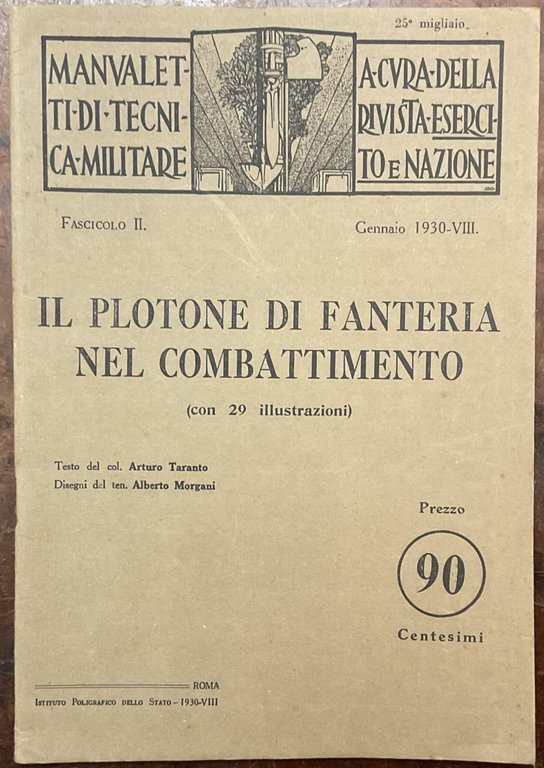 25° migliaio
MANVALET-
TI·DI·TECNI-
CA·MILITARE
A·CVRA·DELLA
RIVISTA·ESERCI-
TO E NAZIONE
FASCICOLO II.
Gennaio 1930-VIII.
IL PLOTONE DI FANTERIA
NEL COMBATTIMENTO
(con 29 illustrazioni)
Testo del col. Arturo Taranto
Disegni del ten. Alberto Morgani
Prezzo
90
Centesimi
ROMA
ISTITUTO POLIGRAFICO DELLO STATO - 1930-VIII